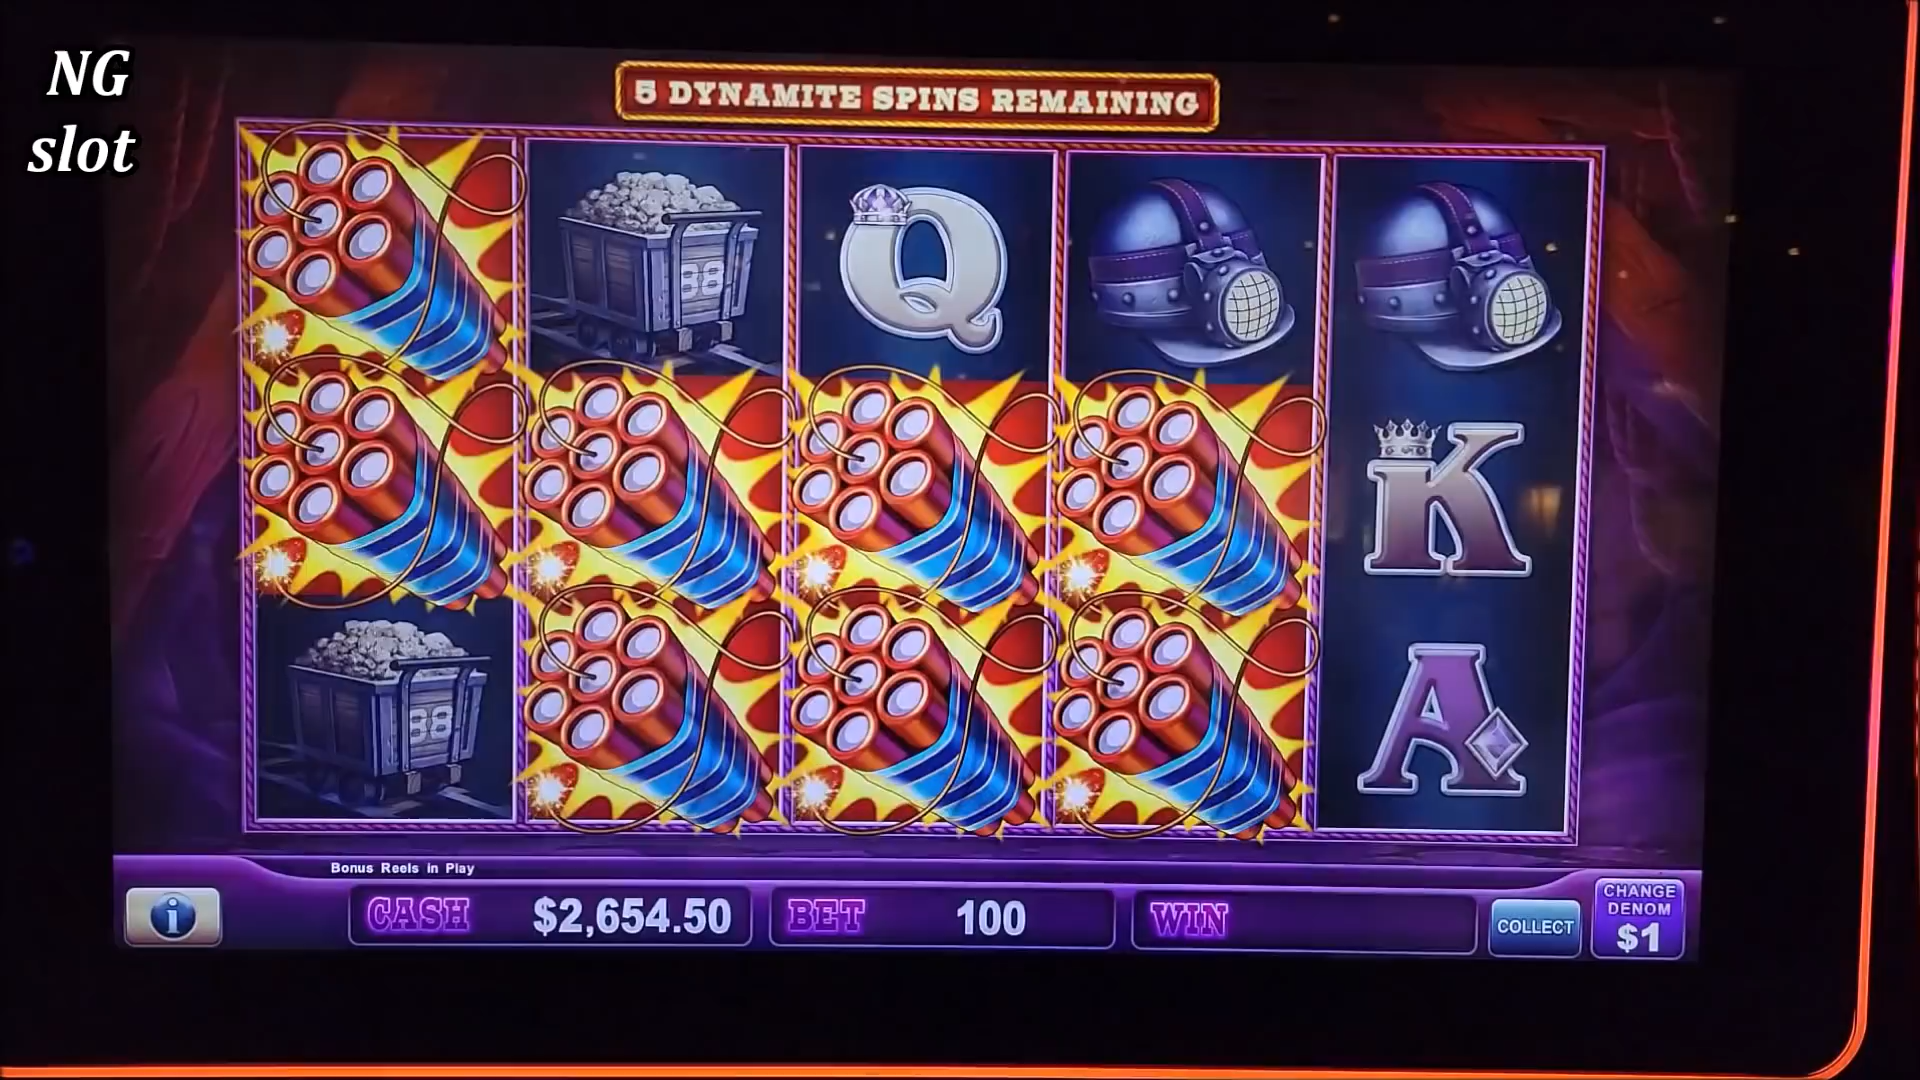 NG
slot
5 DYNAMITE SPINS REMAINING
88
Q
K
88
A
Bonus Reels in Play
i
CASH $2,654.50
BET 100
WIN
COLLECT
CHANGE
DENOM
$1